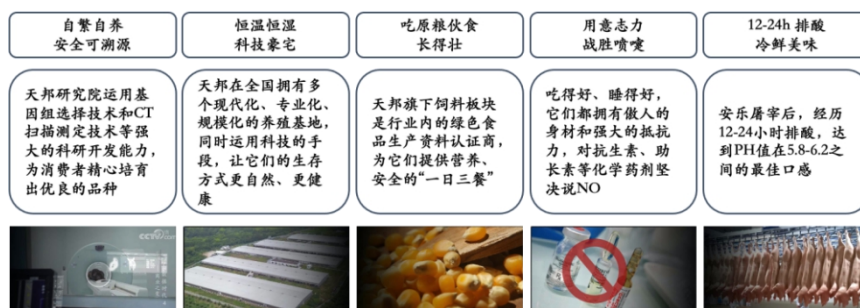 自繁自养
安全可溯源
恒温恒湿
科技豪宅
吃原粮伙食
长得壮
用意志力
战胜喷嚏
12-24h 排酸
冷鲜美味
天邦研究院运用基
因组选择技术和CT
扫描测定技术等强
大的科研开发能力，
为消费者精心培育
出优良的品种
天邦在全国拥有多
个现代化、专业化、
规模化的养殖基地，
同时运用科技的手
段，让它们的生存
方式更自然、更健
康
天邦旗下饲料板块
是行业内的绿色食
品生产资料认证商，
为它们提供营养、
安全的“一日三餐”
吃得好、睡得好，
它们都拥有傲人的
身材和强大的抵抗
力，对抗生素、助
长素等化学药剂坚
决说NO
安乐屠宰后，经历
12-24小时排酸，达
到PH值在5.8-6.2之
间的最佳口感